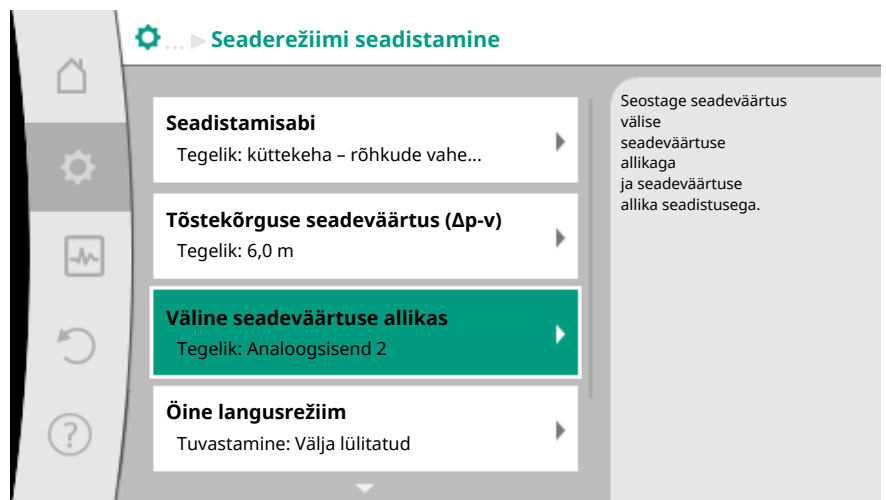 ... Seaderežiimi seadistamine
Seadistamisabi
Tegelik: küttekeha – rõhkude vahe...
Tõstekõrguse seadeväärtus (Δp-v)
Tegelik: 6,0 m
Väline seadeväärtuse allikas
Tegelik: Analoogsisend 2
Öine langusrežiim
Tuvastamine: Välja lülitatud
Seostage seadeväärtus
välise
seadeväärtuse
allikaga
ja seadeväärtuse
allika seadistusega.